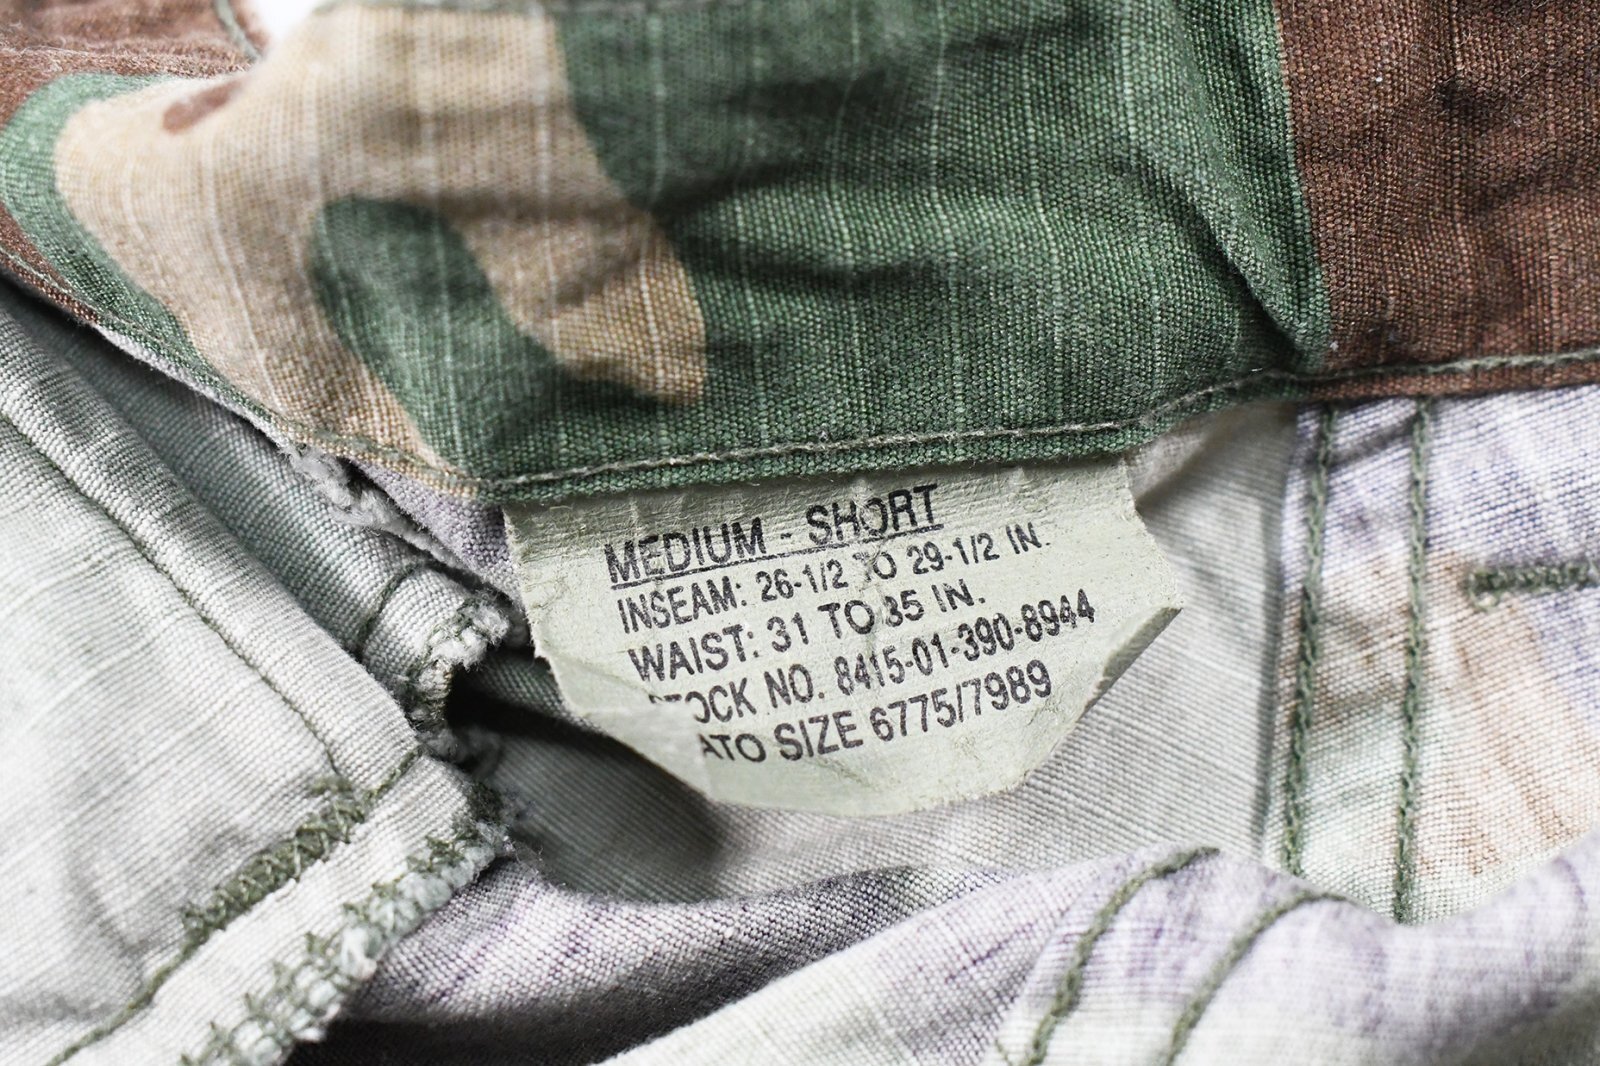 MEDIUM - SHORT
INSEAM: 26-1/2 TO 29-1/2 IN.
WAIST: 31 TO 35 IN.
STOCK NO. 8415-01-390-8944
ATO SIZE 6775/7989